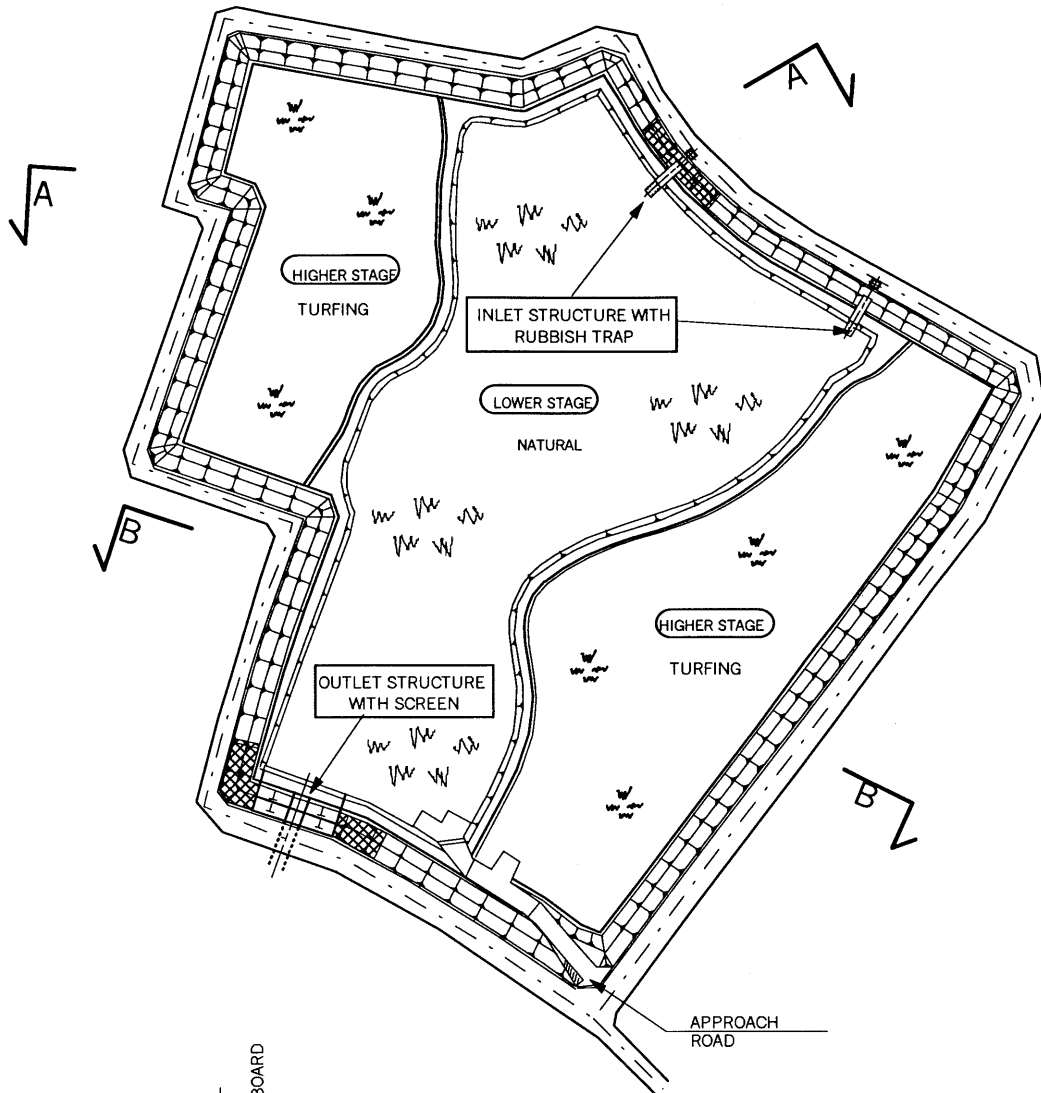 A
A
HIGHER STAGE
TURFING
INLET STRUCTURE WITH
RUBBISH TRAP
LOWER STAGE
NATURAL
B
HIGHER STAGE
TURFING
OUTLET STRUCTURE
WITH SCREEN
B
APPROACH
ROAD